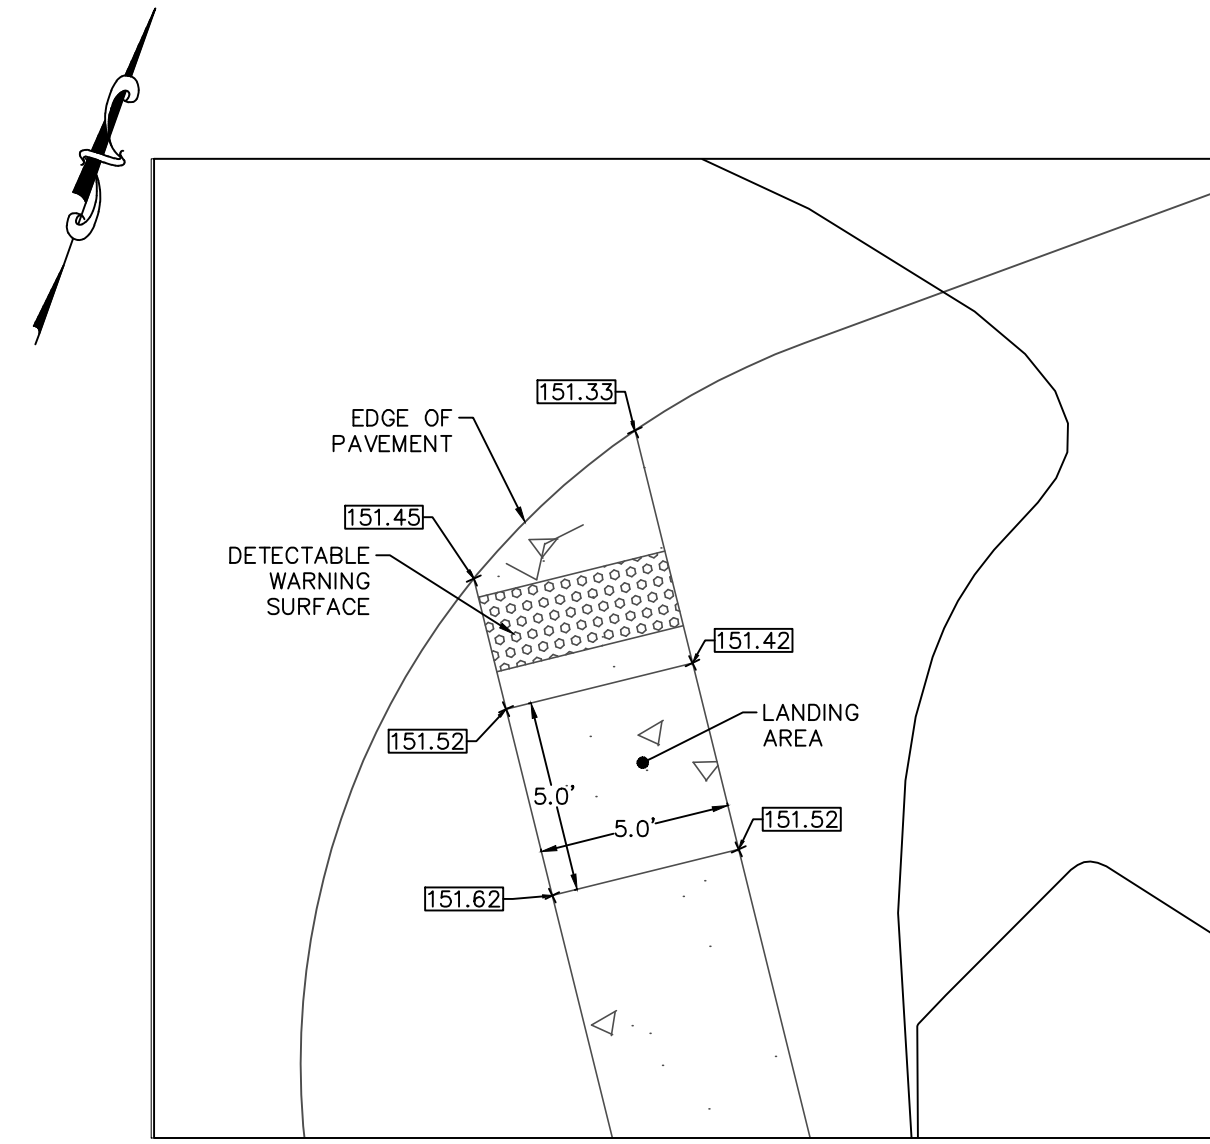 151.33
EDGE OF
PAVEMENT
151.45
DETECTABLE
WARNING
SURFACE
151.42
LANDING
AREA
151.52
5.0'
5.0'
151.52
151.62